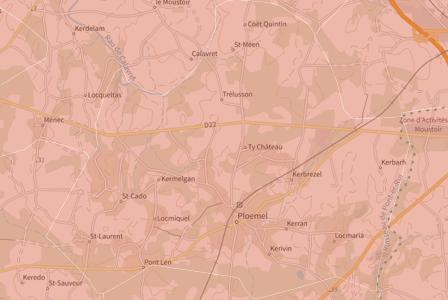 le Moustoir
Kerdelam
Coët Quintin
St-Méen
Calavret
Locqueltas
Trélusson
D22
Zone d'Activités
Moustoir
Ménec
Ty Château
Kerbarh
Kermelgan
Kerbrezel
St-Cado
Ploemel
Locmiquel
Kerran
St-Laurent
Locmaria
Kerivin
Pont Len
Keredo
St-Sauveur